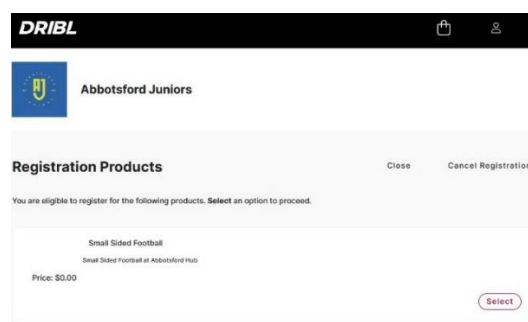 DRIBL
AJ
Abbotsford Juniors
Registration Products
Close
Cancel Registration
You are eligible to register for the following products. Select an option to proceed.
Small Sided Football
Small Sided Football at Abbotsford Hub
Price: $0.00
Select